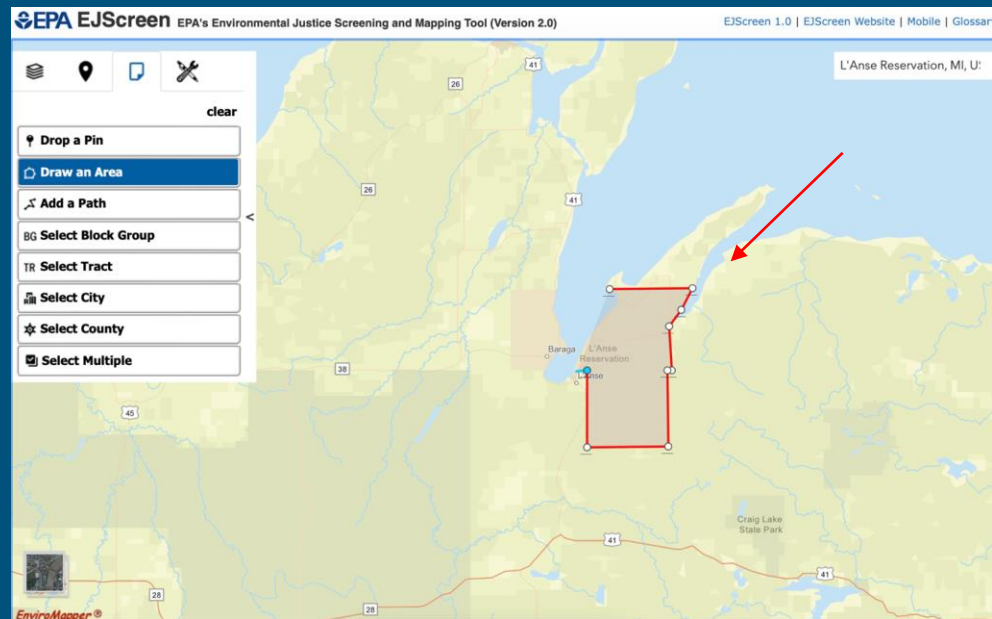 EPA EJScreen EPA's Environmental Justice Screening and Mapping Tool (Version 2.0)
EJScreen 1.0 | EJScreen Website | Mobile | Glossar
L'Anse Reservation, MI, U:
clear
Drop a Pin
Draw an Area
Add a Path
<
BG Select Block Group
TR Select Tract
Select City
Select County
Select Multiple
41
26
26
41
Baraga
L'Anse
Reservation
38
L'Anse
45
Craig Lake
State Park
41
41
28
28
EnviroMapper®